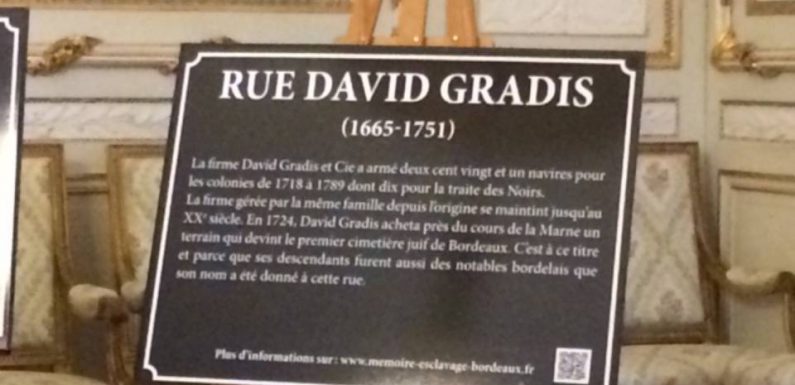 RUE DAVID GRADIS
(1665-1751)
La firme David Gradis et Cie a armé deux cent vingt et un navires pour
les colonies de 1718 à 1789 dont dix pour la traite des Noirs.
La firme gérée par la même famille depuis l'origine se maintint jusqu'au
XXe siècle. En 1724, David Gradis acheta près du cours de la Marne un
terrain qui devint le premier cimetière juif de Bordeaux. C'est à ce titre
et parce que ses descendants furent aussi des notables bordelais que
son nom a été donné à cette rue.
Plus d'informations sur : www.memoire-esclavage-bordeaux.fr